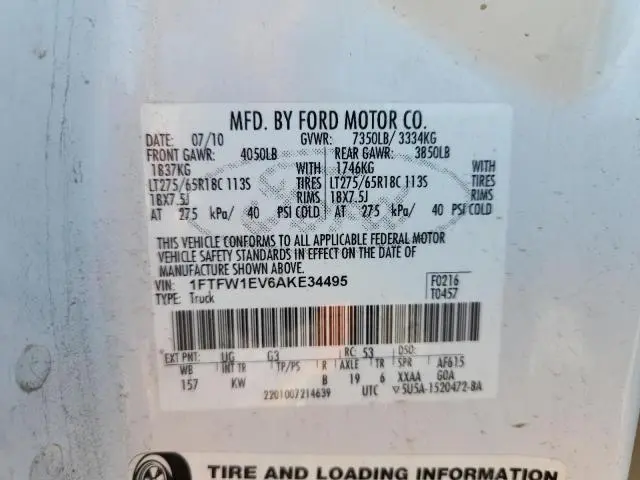 MFD. BY FORD MOTOR CO.
DATE: 07/10 GVWR: 7350LB/ 3334KG
FRONT GAWR: 4050LB REAR GAWR: 3850LB
1837KG WITH 1746KG WITH
LT275/65R18C 113S TIRES LT275/65R18C 113S TIRES
18X7.5J RIMS 18X7.5J RIMS
AT 275 kPa/ 40 PSI COLD AT 275 kPa/ 40 PSI COLD
THIS VEHICLE CONFORMS TO ALL APPLICABLE FEDERAL MOTOR
VEHICLE SAFETY STANDARDS IN EFFECT ON THE DATE OF
MANUFACTURE SHOWN ABOVE.
VIN: 1FTFW1EV6AKE34495 F0216
TYPE: Truck T0457
EXT PNT: UG G3 RC: 53 DSO:
WB INT TR TP/PS R AXLE TR SPR AF615
157 KW B 19 6 XXAA G0A
2201007214639 UTC ▽5U5A-1520472-BA
TIRE AND LOADING INFORMATION